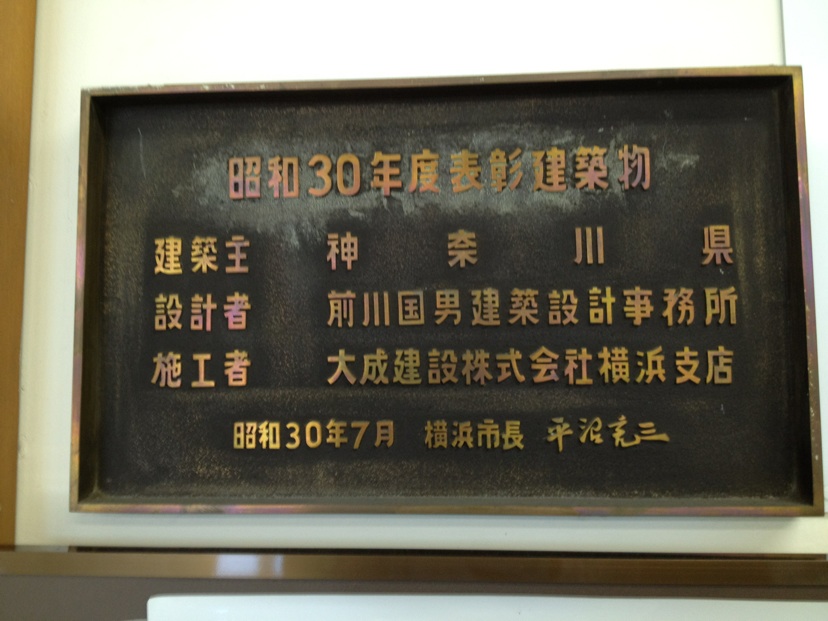 昭和30年度表彰建築物
建築主 神奈川県
設計者 前川国男建築設計事務所
施工者 大成建設株式会社横浜支店
昭和30年7月 横浜市長 平沼亮三